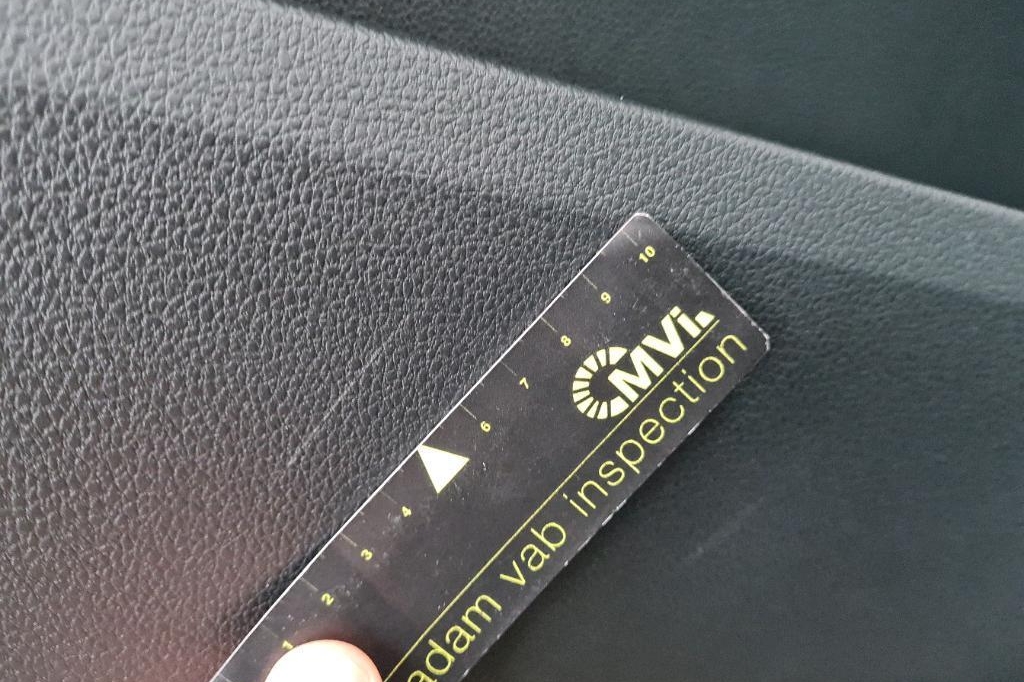 1 2 3 4 6 7 8 9 10
CMVi.
adam vab inspection